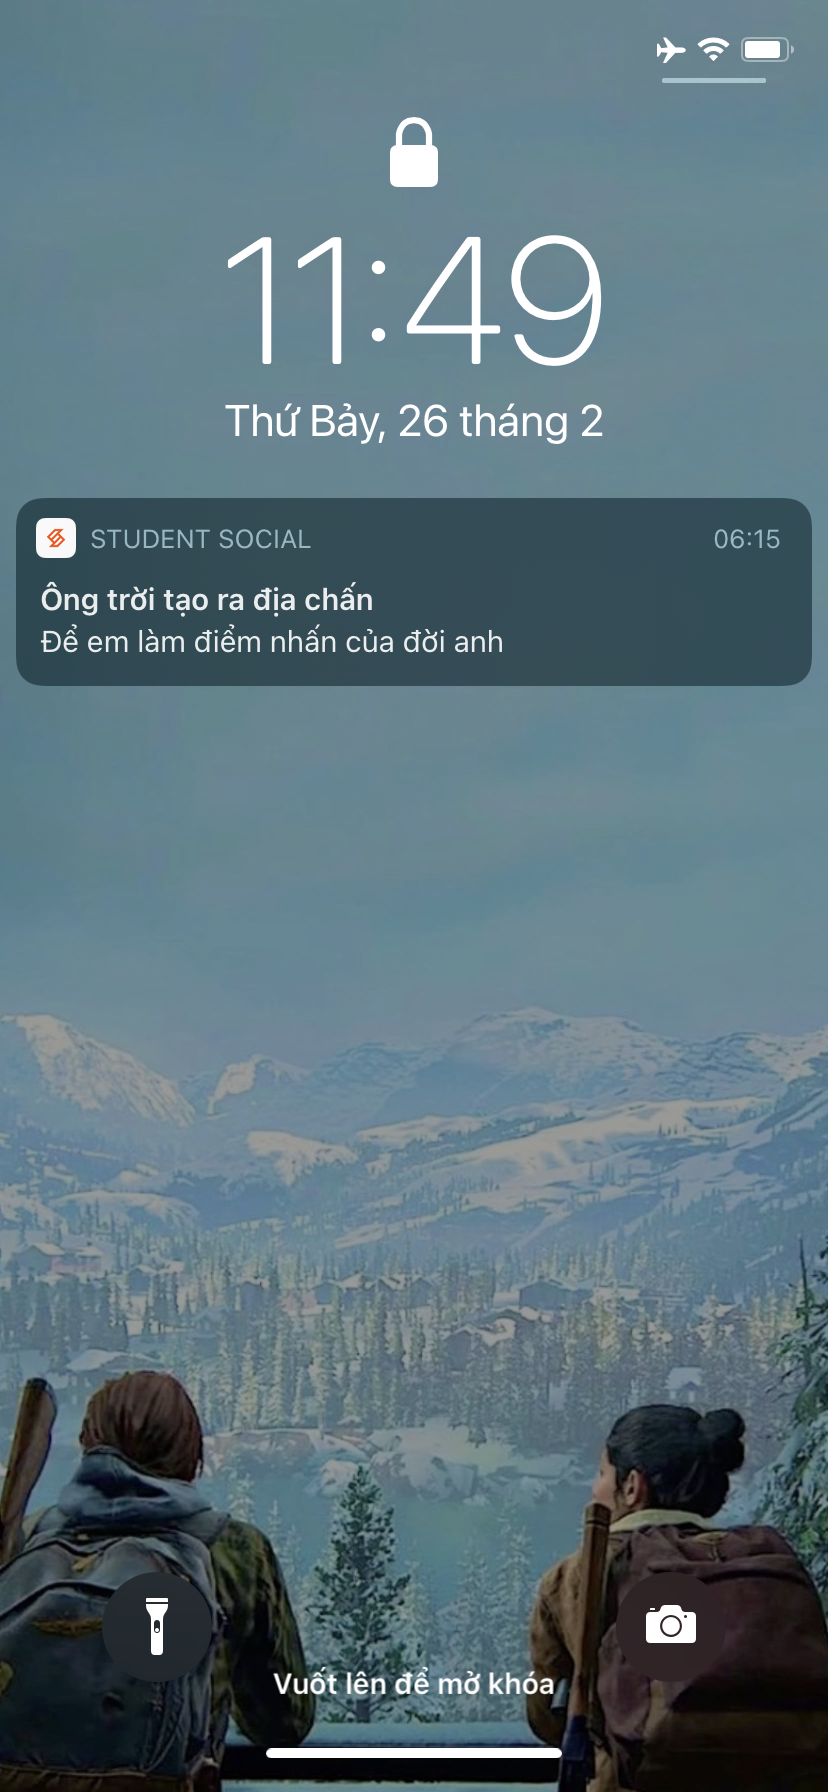 11:49
Thứ Bảy, 26 tháng 2
STUDENT SOCIAL 06:15
Ông trời tạo ra địa chấn
Để em làm điểm nhấn của đời anh
Vuốt lên để mở khóa